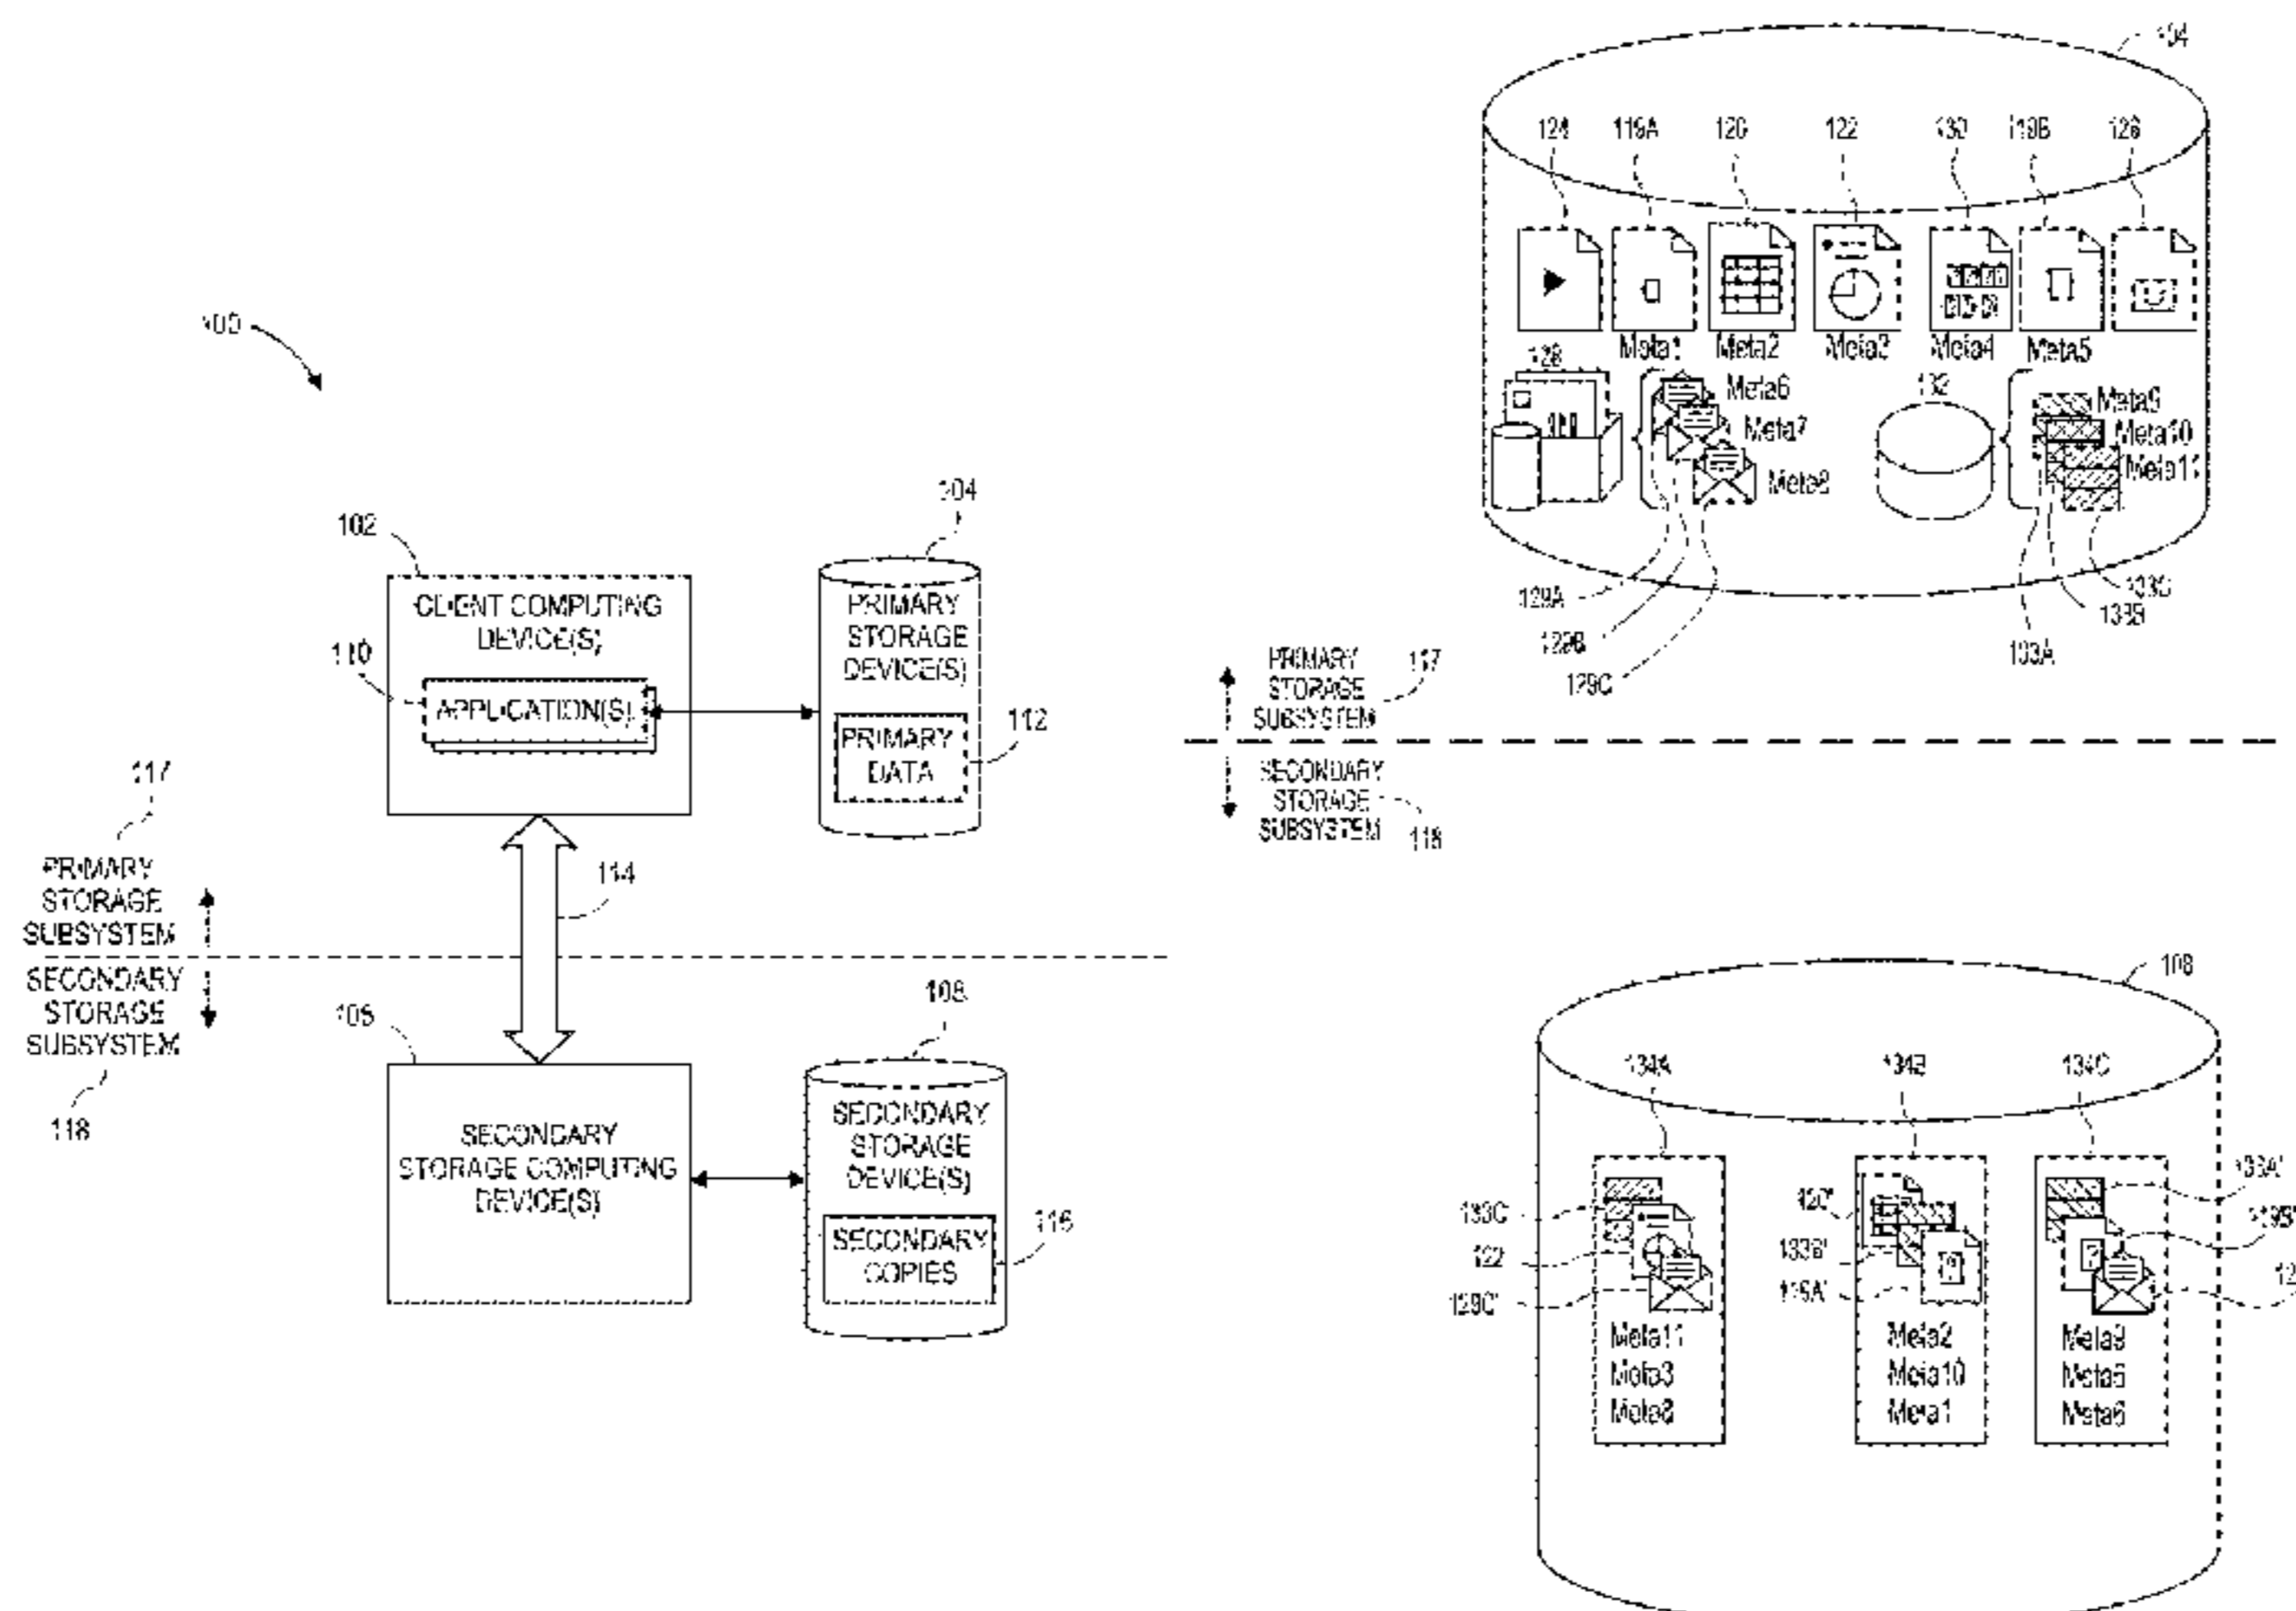 100
102
CLIENT COMPUTING
DEVICE(S)
110
APPLICATION(S)
104
PRIMARY
STORAGE
DEVICE(S)
PRIMARY
DATA
112
117
PRIMARY
STORAGE
SUBSYSTEM
114
SECONDARY
STORAGE
SUBSYSTEM
118
SECONDARY
STORAGE COMPUTING
DEVICE(S)
108
SECONDARY
STORAGE
DEVICE(S)
SECONDARY
COPIES
116
104
124 119A 120 122 130 119B 126
Meta1 Meta2 Meta3 Meta4 Meta5
128
Meta6
Meta7
Meta8
132
Meta9
Meta10
Meta11
129A
129B
129C
133A
133B
133C
PRIMARY
STORAGE
SUBSYSTEM
117
SECONDARY
STORAGE
SUBSYSTEM
118
108
134A 134B 134C
133C'
122'
129C'
Meta11
Meta3
Meta8
120'
133B'
119A'
Meta2
Meta10
Meta1
133A'
119B'
Meta9
Meta5
Meta6